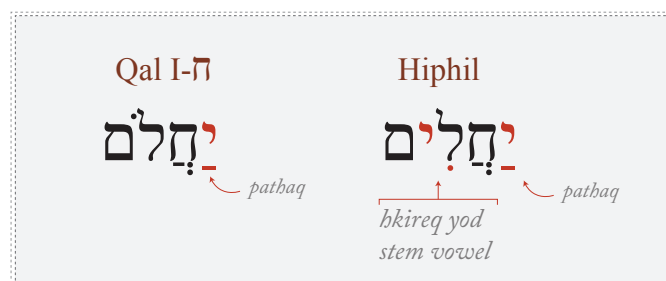 Qal I-ח
Hiphil
יַחֲלֹם
יַחֲלִים
pathaq
pathaq
hkireq yod
stem vowel